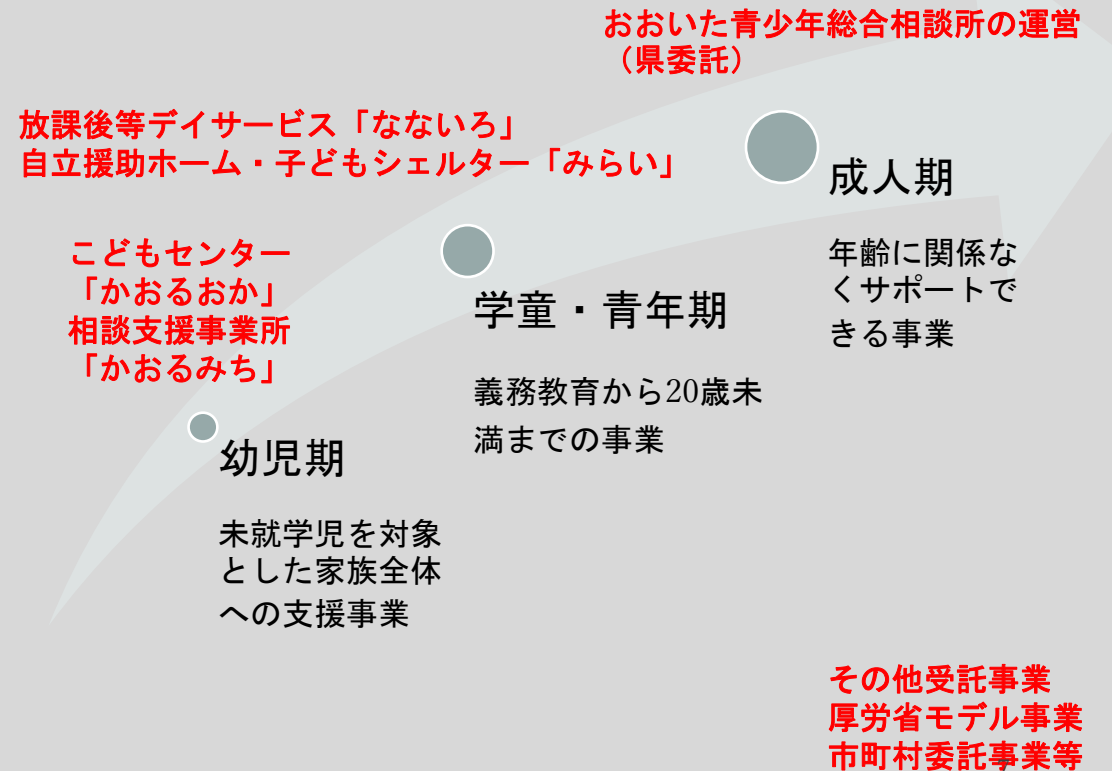 おおいた青少年総合相談所の運営
（県委託）
放課後等デイサービス「なないろ」
自立援助ホーム・子どもシェルター「みらい」
成人期
年齢に関係な
くサポートで
きる事業
こどもセンター
「かおるおか」
相談支援事業所
「かおるみち」
学童・青年期
義務教育から20歳未
満までの事業
幼児期
未就学児を対象
とした家族全体
への支援事業
その他受託事業
厚労省モデル事業
市町村委託事業等